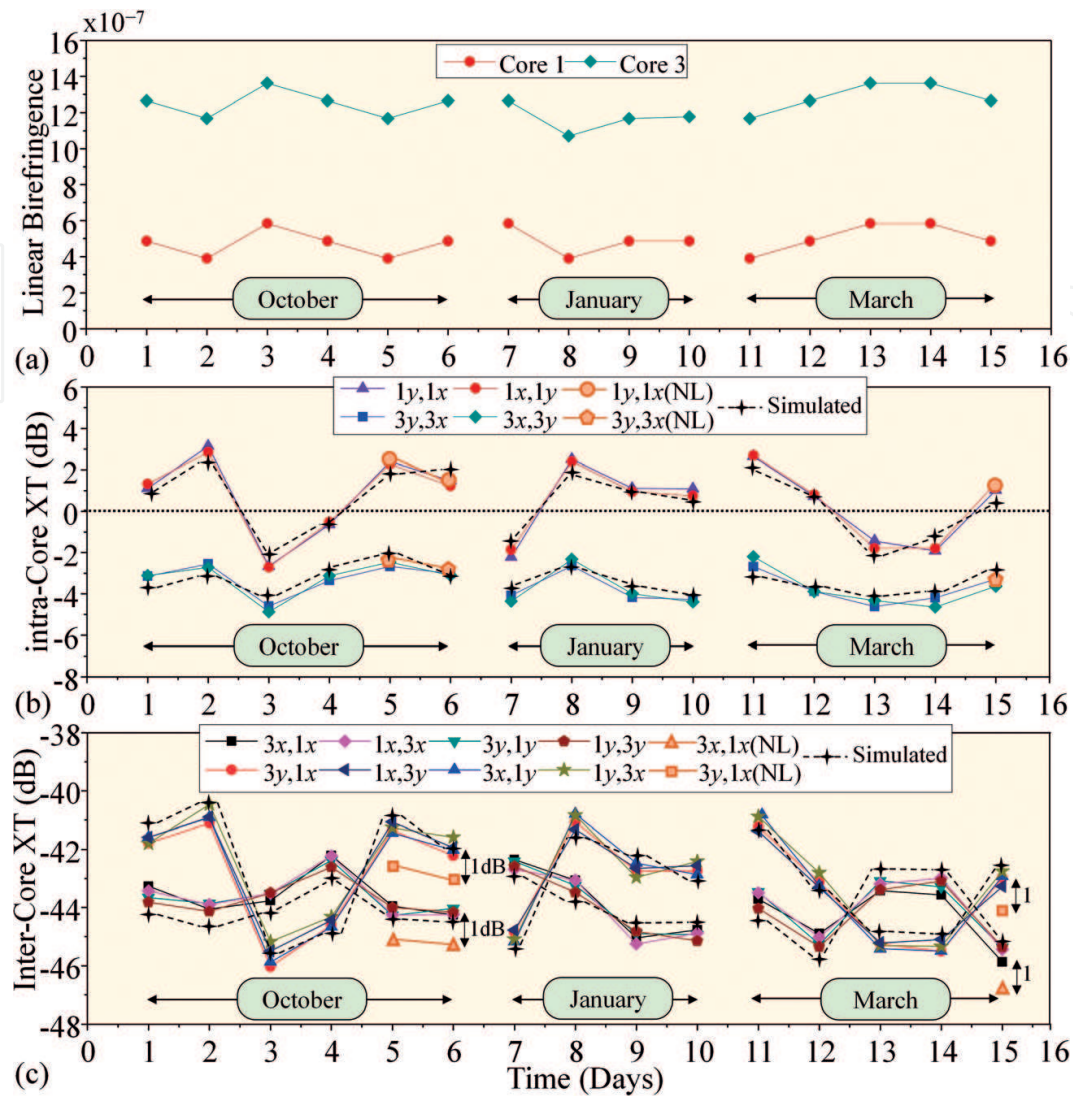 x10⁻⁷
16
14
12
10
8
6
4
2
0
Linear Birefringence
Core 1 Core 3
October January March
(a)
0 1 2 3 4 5 6 7 8 9 10 11 12 13 14 15 16
6
4
2
0
-2
-4
-6
-8
intra-Core XT (dB)
1y,1x 1x,1y 1y,1x(NL) Simulated
3y,3x 3x,3y 3y,3x(NL)
October January March
(b)
0 1 2 3 4 5 6 7 8 9 10 11 12 13 14 15 16
-38
-40
-42
-44
-46
-48
Inter-Core XT (dB)
3x,1x 1x,3x 3y,1y 1y,3y 3x,1x(NL) Simulated
3y,1x 1x,3y 3x,1y 1y,3x 3y,1x(NL)
1dB
1dB
1
1
October January March
0 1 2 3 4 5 6 7 8 9 10 11 12 13 14 15 16
(c)
Time (Days)